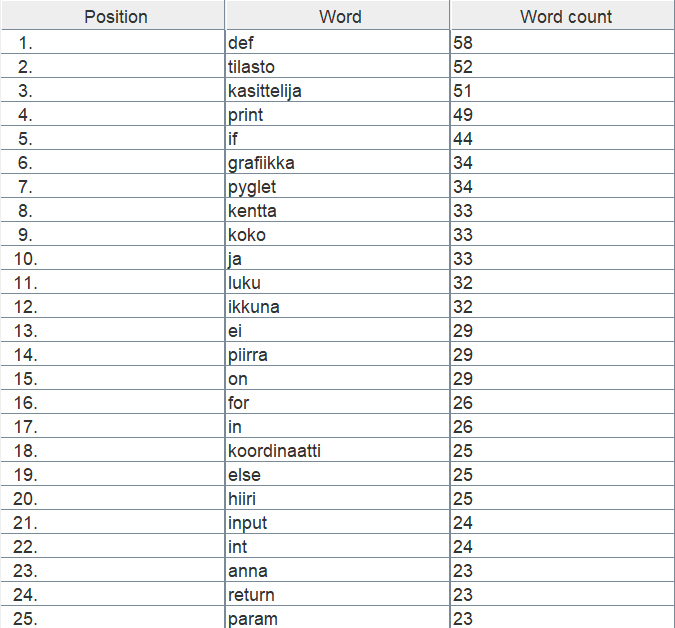 Position Word Word count
1. def 58
2. tilasto 52
3. kasittelija 51
4. print 49
5. if 44
6. grafiikka 34
7. pyglet 34
8. kentta 33
9. koko 33
10. ja 33
11. luku 32
12. ikkuna 32
13. ei 29
14. piirra 29
15. on 29
16. for 26
17. in 26
18. koordinaatti 25
19. else 25
20. hiiri 25
21. input 24
22. int 24
23. anna 23
24. return 23
25. param 23